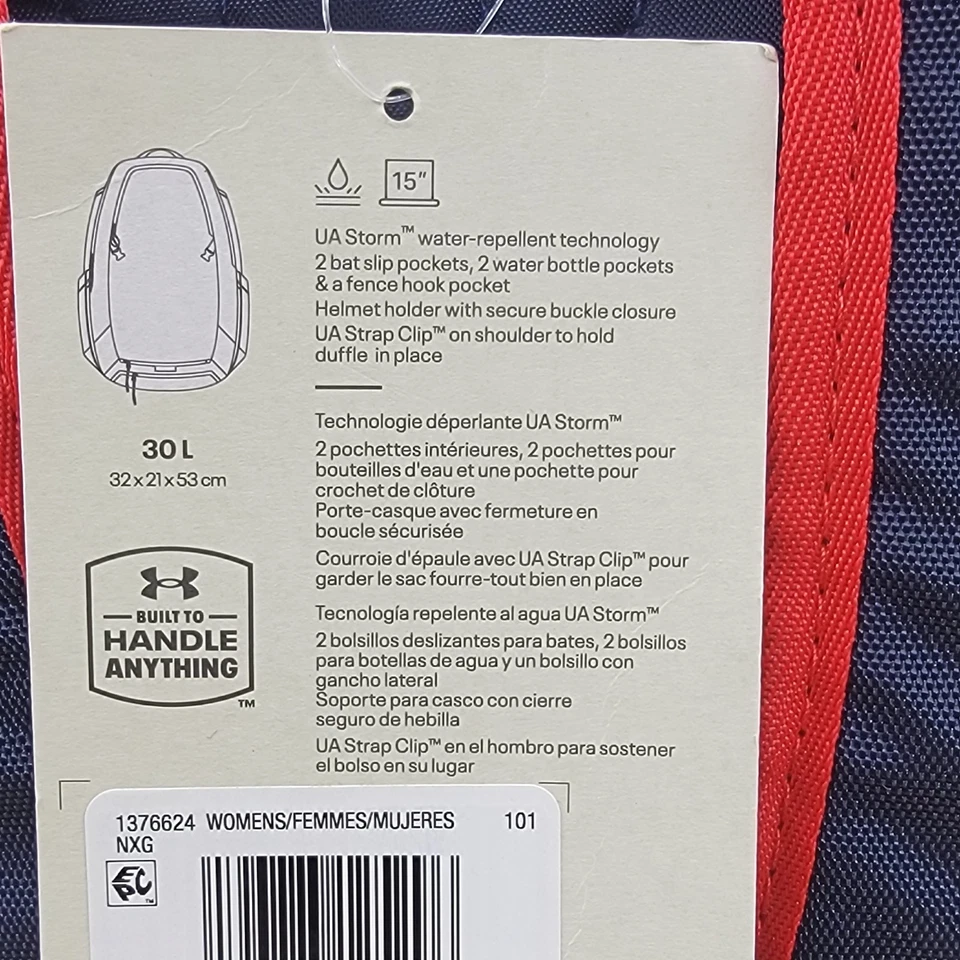 15"
UA Storm™ water-repellent technology
2 bat slip pockets, 2 water bottle pockets
& a fence hook pocket
Helmet holder with secure buckle closure
UA Strap Clip™ on shoulder to hold
duffle in place
Technologie déperlante UA Storm™
2 pochettes intérieures, 2 pochettes pour
bouteilles d'eau et une pochette pour
crochet de clôture
Porte-casque avec fermeture en
boucle sécurisée
Courroie d'épaule avec UA Strap Clip™ pour
garder le sac fourre-tout bien en place
Tecnología repelente al agua UA Storm™
2 bolsillos deslizantes para bates, 2 bolsillos
para botellas de agua y un bolsillo con
gancho lateral
Soporte para casco con cierre
seguro de hebilla
UA Strap Clip™ en el hombro para sostener
el bolso en su lugar
30 L
32 x 21 x 53 cm
BUILT TO
HANDLE
ANYTHING
™
1376624 WOMENS/FEMMES/MUJERES 101
NXG
EPC
™